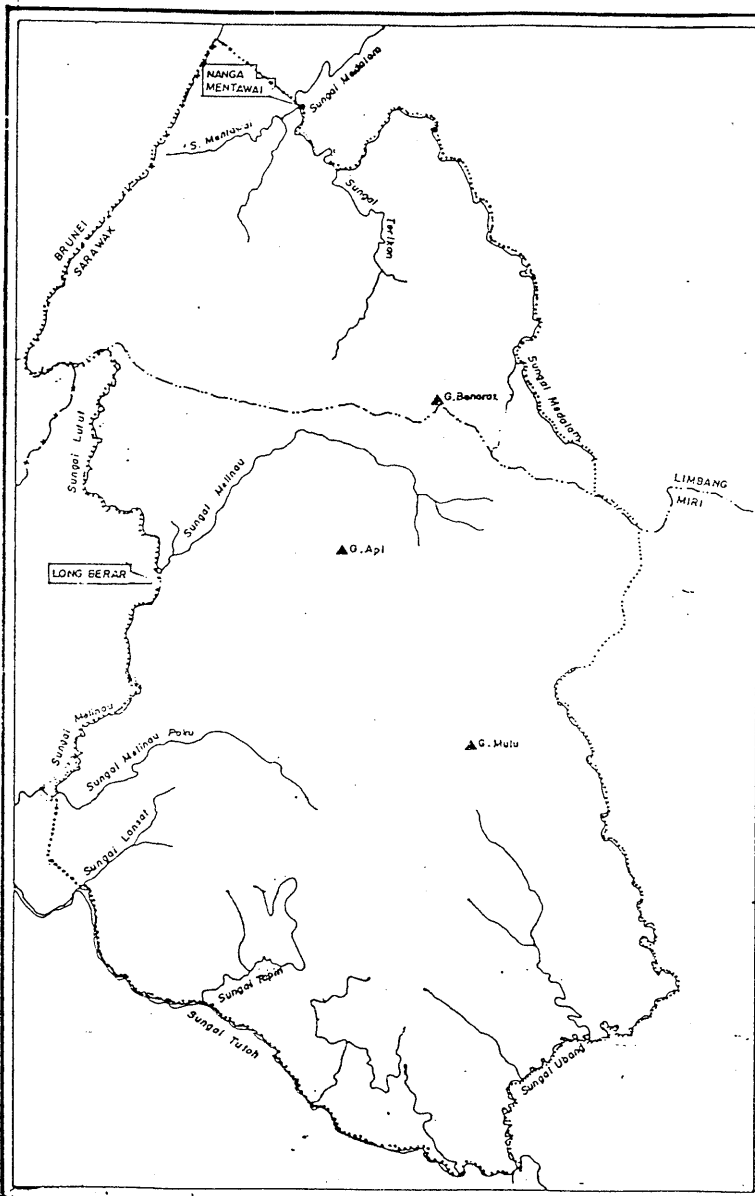 NANGA
MENTAWAI
Sungai Medalam
S. Mentawai
Sungai
Terikan
BRUNEI
SARAWAK
Sungai Medalam
G. Benarat
Sungai Lutut
Sungai Melinau
LIMBANG
MIRI
G. Api
LONG BERAR
Sungai Melinau
Sungai Melinau Paku
G. Mulu
Sungai Lansat
Sungai Tapin
Sungai Tutoh
Sungai Ubang